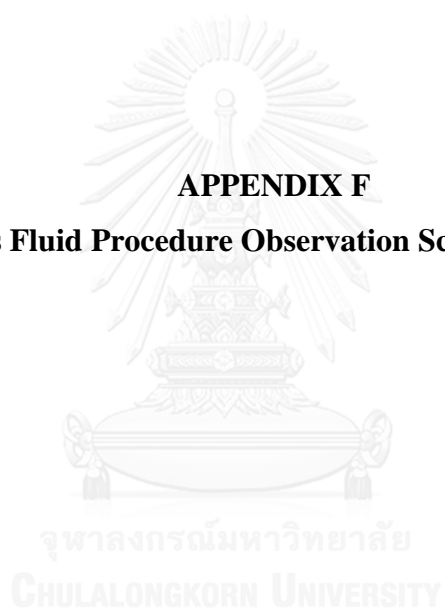 APPENDIX F
Fluid Procedure Observation
จุฬาลงกรณ์มหาวิทยาลัย
CHULALONGKORN UNIVERSITY